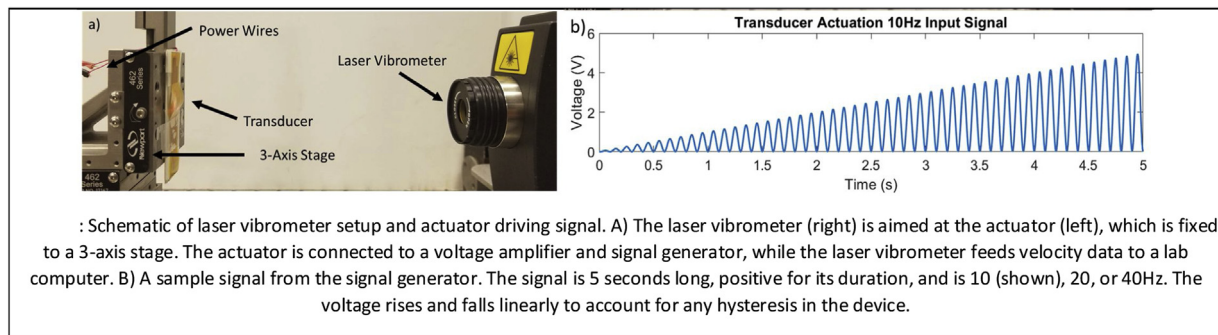 a)
Power Wires
Laser Vibrometer
Transducer
3-Axis Stage
462
Series
Newport
462
Series
b)
Transducer Actuation 10Hz Input Signal
Voltage (V)
6
4
2
0
0 0.5 1 1.5 2 2.5 3 3.5 4 4.5 5
Time (s)
: Schematic of laser vibrometer setup and actuator driving signal. A) The laser vibrometer (right) is aimed at the actuator (left), which is fixed
to a 3-axis stage. The actuator is connected to a voltage amplifier and signal generator, while the laser vibrometer feeds velocity data to a lab
computer. B) A sample signal from the signal generator. The signal is 5 seconds long, positive for its duration, and is 10 (shown), 20, or 40Hz. The
voltage rises and falls linearly to account for any hysteresis in the device.